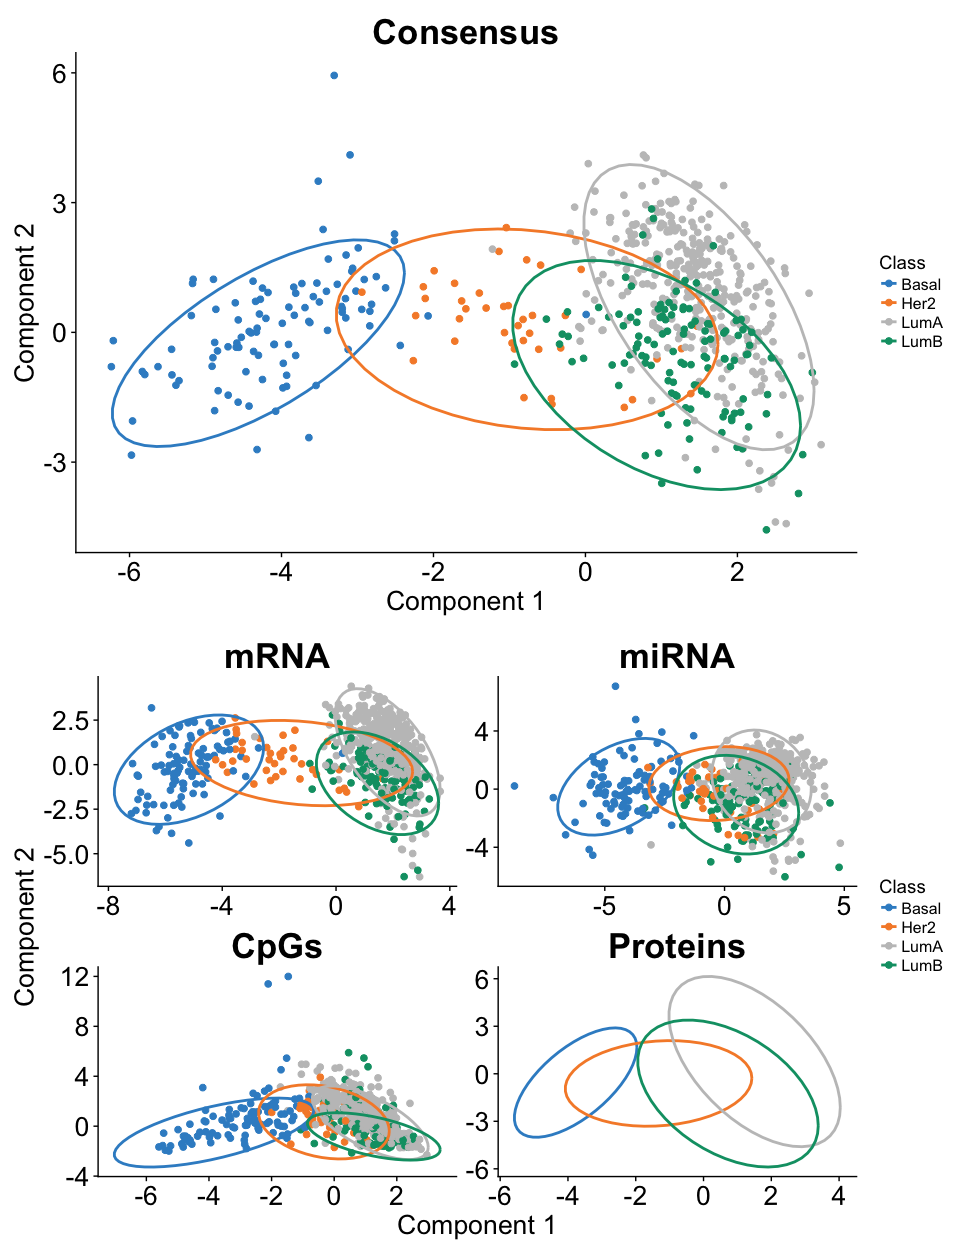 Consensus
6
3
0
-3
Component 2
-6 -4 -2 0 2
Component 1
Class
Basal
Her2
LumA
LumB
mRNA
2.5
0.0
-2.5
-5.0
-8 -4 0 4
miRNA
4
0
-4
-5 0 5
Component 2
CpGs
12
8
4
0
-4
-6 -4 -2 0 2
Proteins
6
3
0
-3
-6
-6 -4 -2 0 2 4
Component 1
Class
Basal
Her2
LumA
LumB